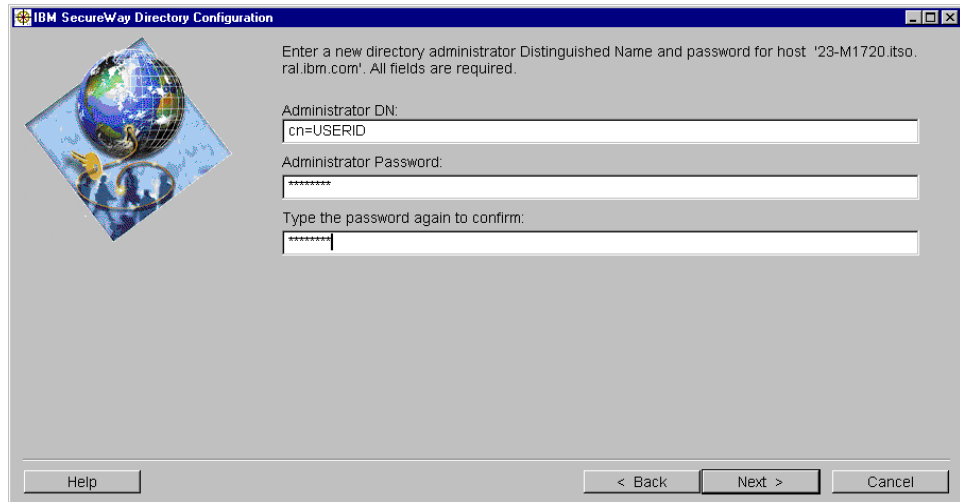 IBM SecureWay Directory Configuration
Enter a new directory administrator Distinguished Name and password for host '23-M1720.itso.
ral.ibm.com'. All fields are required.
Administrator DN:
cn=USERID
Administrator Password:
********
Type the password again to confirm:
********
Help
< Back
Next >
Cancel